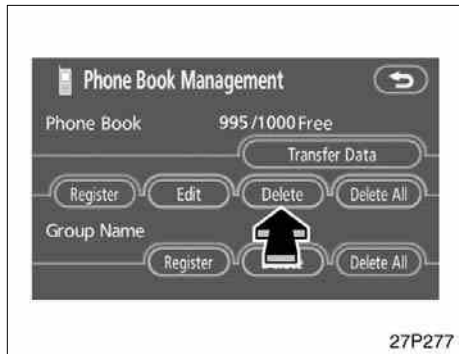 Phone Book Management
Phone Book 995/1000 Free
Transfer Data
Register Edit Delete Delete All
Group Name
Register Delete All
27P277